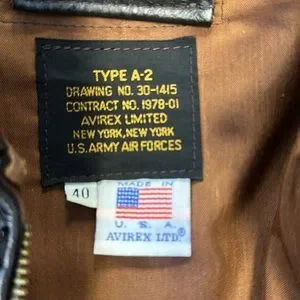 TYPE A-2
DRAWING NO. 30-1415
CONTRACT NO. 1978-01
AVIREX LIMITED
NEW YORK, NEW YORK
U.S. ARMY AIR FORCES
40
MADE IN
U. S. A.
AVIREX LTD.